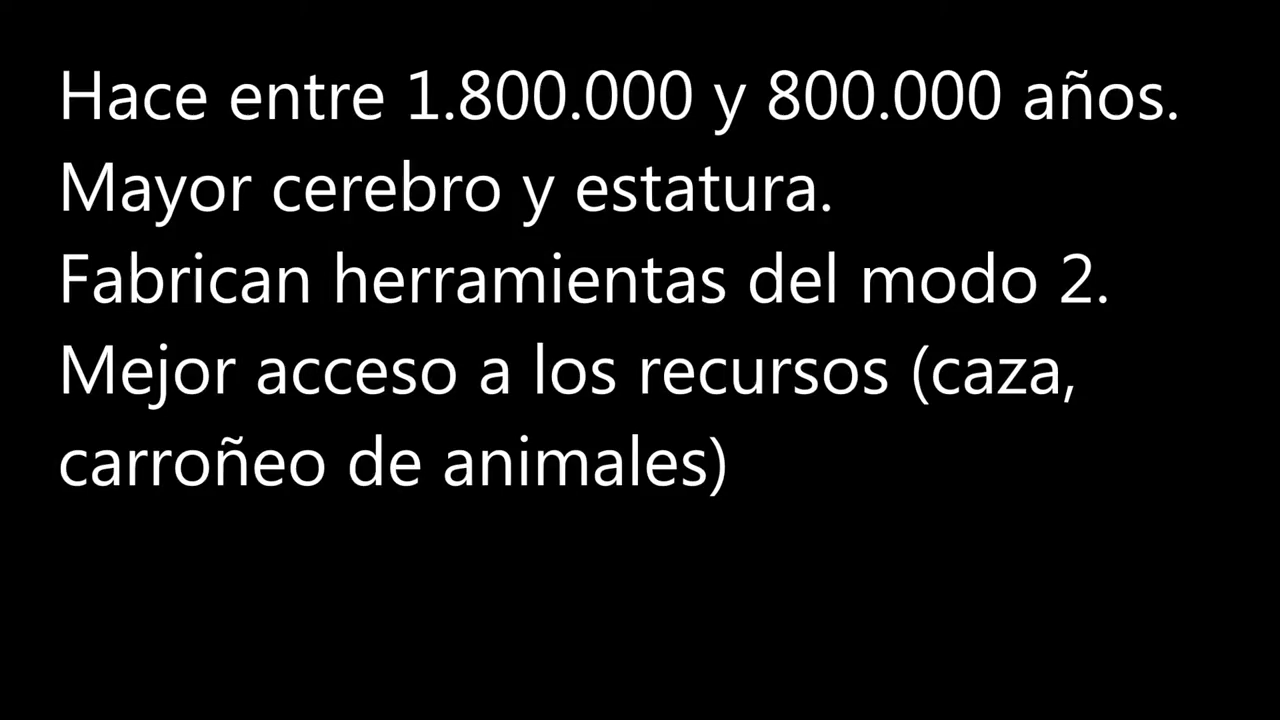 Hace entre 1.800.000 y 800.000 años.
Mayor cerebro y estatura.
Fabrican herramientas del modo 2.
Mejor acceso a los recursos (caza,
carroñeo de animales)